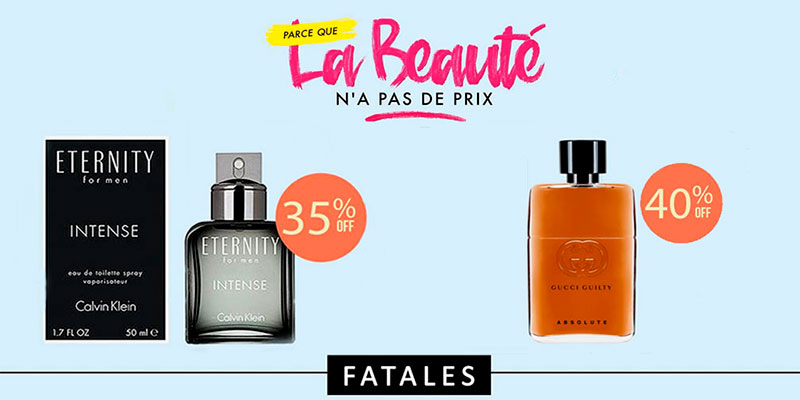 PARCE QUE
La Beauté
N'A PAS DE PRIX
ETERNITY
for men
INTENSE
eau de toilette spray
vaporisateur
Calvin Klein
1.7 FL OZ 50 ml e
ETERNITY
for men
INTENSE
Calvin Klein
35% OFF
GUCCI GUILTY
ABSOLUTE
40% OFF
FATALES